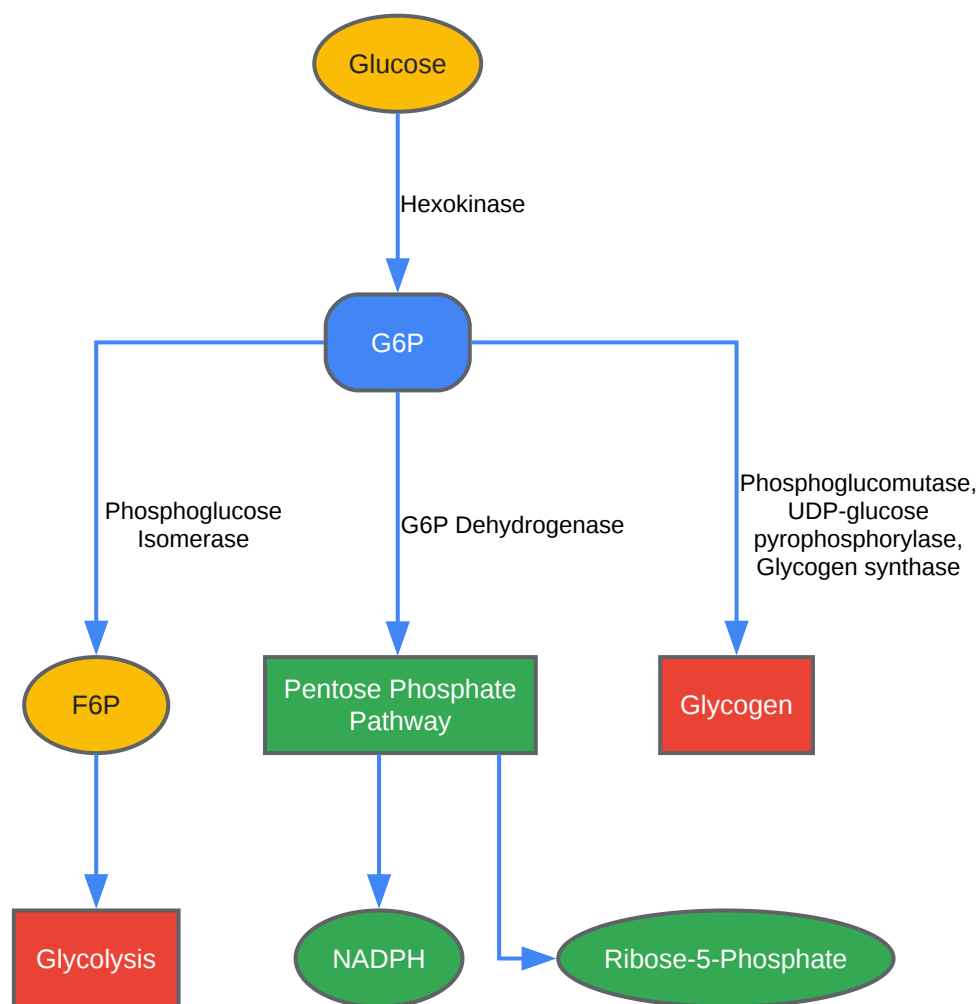 Glucose
Hexokinase
G6P
Phosphoglucose
Isomerase
G6P Dehydrogenase
Phosphoglucomutase,
UDP-glucose
pyrophosphorylase,
Glycogen synthase
F6P
Pentose Phosphate
Pathway
Glycogen
Glycolysis
NADPH
Ribose-5-Phosphate